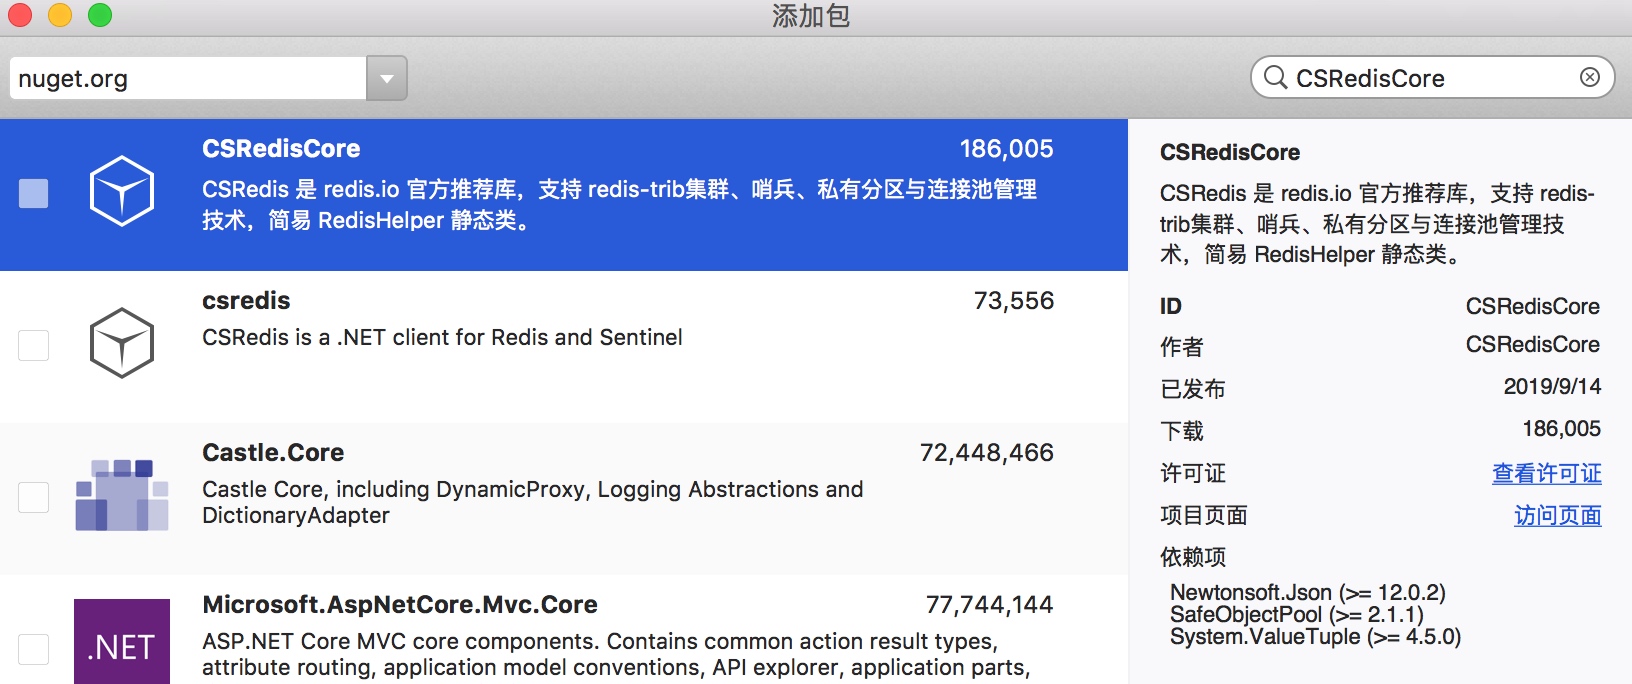 添加包
nuget.org
CSRedisCore
CSRedisCore 186,005
CSRedis 是 redis.io 官方推荐库，支持 redis-trib集群、哨兵、私有分区与连接池管理
技术，简易 RedisHelper 静态类。
csredis 73,556
CSRedis is a .NET client for Redis and Sentinel
Castle.Core 72,448,466
Castle Core, including DynamicProxy, Logging Abstractions and
DictionaryAdapter
.NET
Microsoft.AspNetCore.Mvc.Core 77,744,144
ASP.NET Core MVC core components. Contains common action result types,
attribute routing, application model conventions, API explorer, application parts,
CSRedisCore
CSRedis 是 redis.io 官方推荐库，支持 redis-
trib集群、哨兵、私有分区与连接池管理技
术，简易 RedisHelper 静态类。
ID CSRedisCore
作者 CSRedisCore
已发布 2019/9/14
下载 186,005
许可证 查看许可证
项目页面 访问页面
依赖项
Newtonsoft.Json (>= 12.0.2)
SafeObjectPool (>= 2.1.1)
System.ValueTuple (>= 4.5.0)